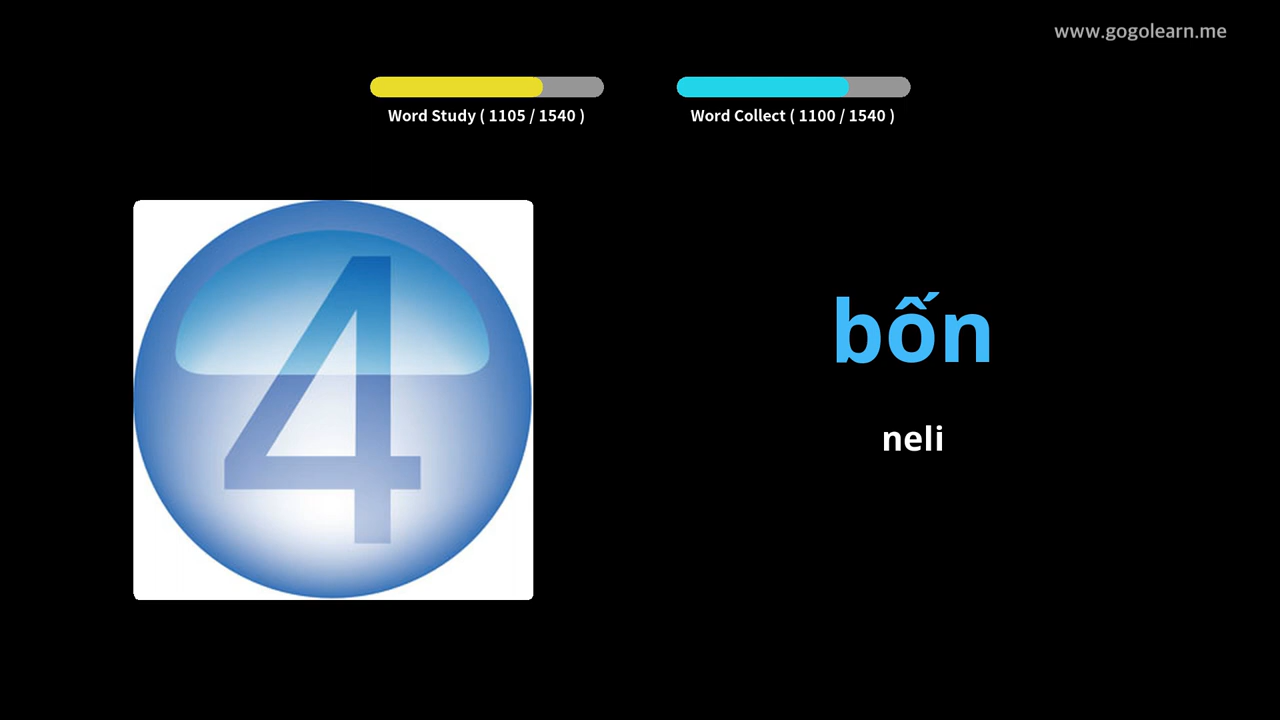 www.gogolearn.me
Word Study ( 1105 / 1540 )
Word Collect ( 1100 / 1540 )
4
bốn
neli